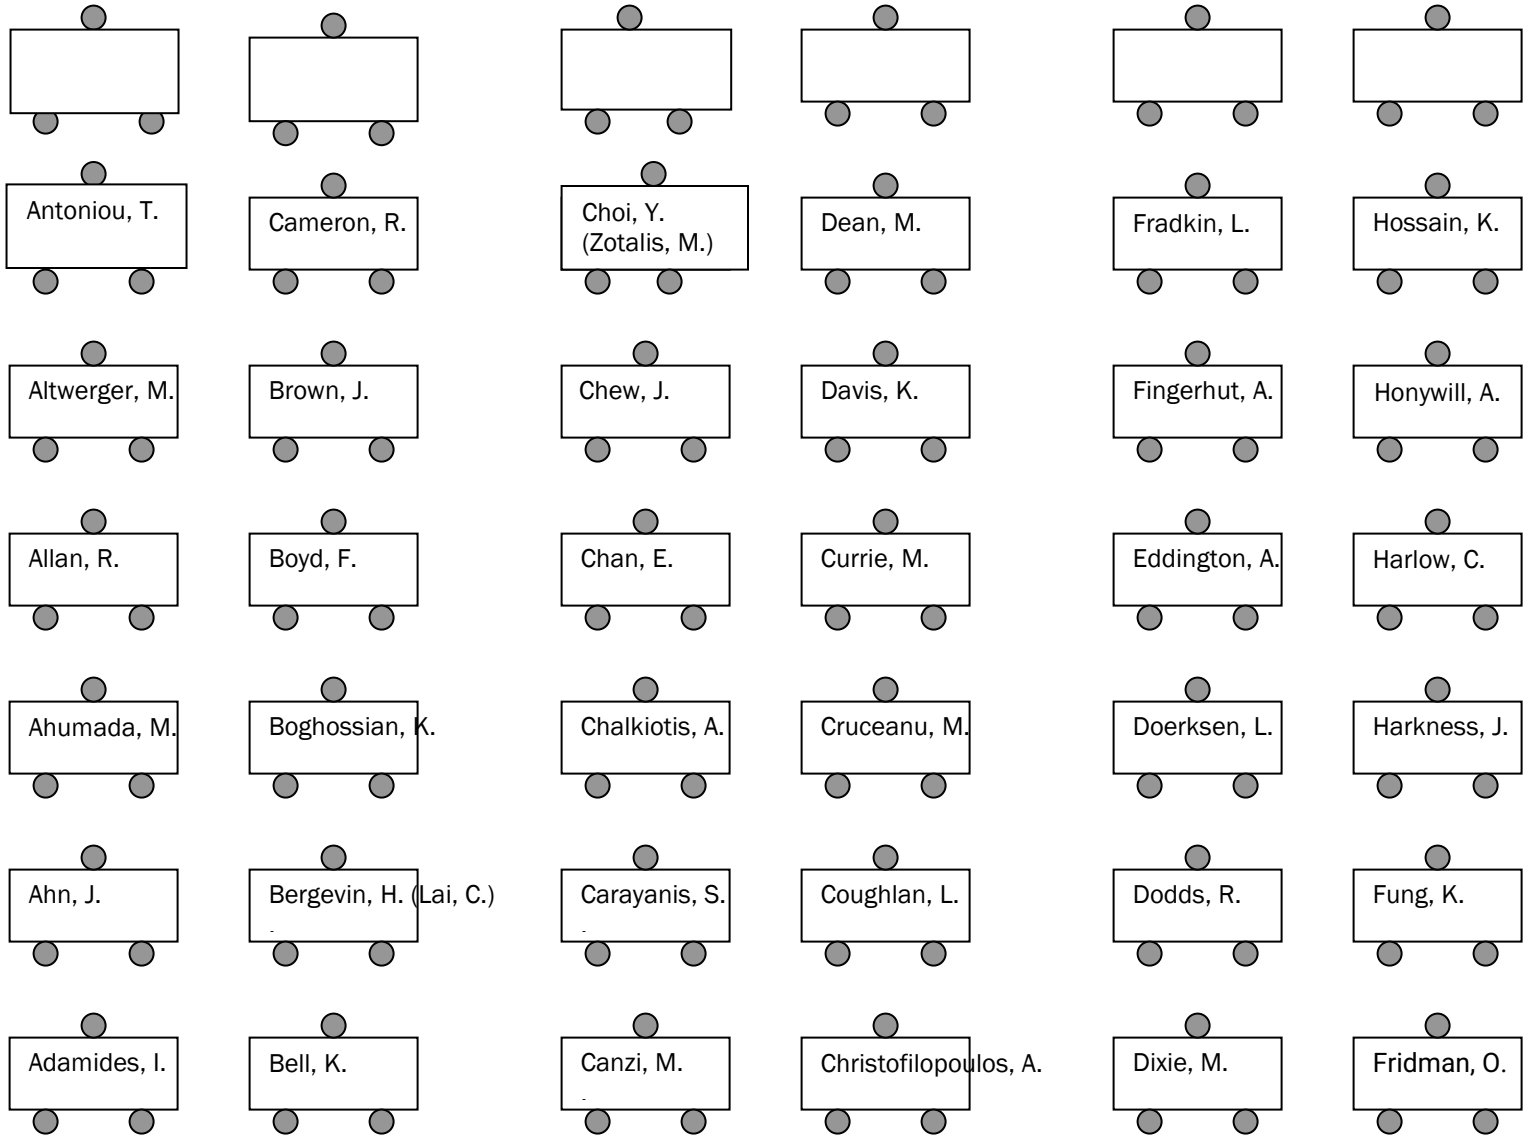 Antoniou, T.
Cameron, R.
Choi, Y.
(Zotalis, M.)
Dean, M.
Fradkin, L.
Hossain, K.
Altwerger, M.
Brown, J.
Chew, J.
Davis, K.
Fingerhut, A.
Honywill, A.
Allan, R.
Boyd, F.
Chan, E.
Currie, M.
Eddington, A.
Harlow, C.
Ahumada, M.
Boghossian, K.
Chalkiotis, A.
Cruceanu, M.
Doerksen, L.
Harkness, J.
Ahn, J.
Bergevin, H. (Lai, C.)
-
Carayanis, S.
-
Coughlan, L.
Dodds, R.
Fung, K.
Adamides, I.
Bell, K.
Canzi, M.
-
Christofilopoulos, A.
Dixie, M.
Fridman, O.